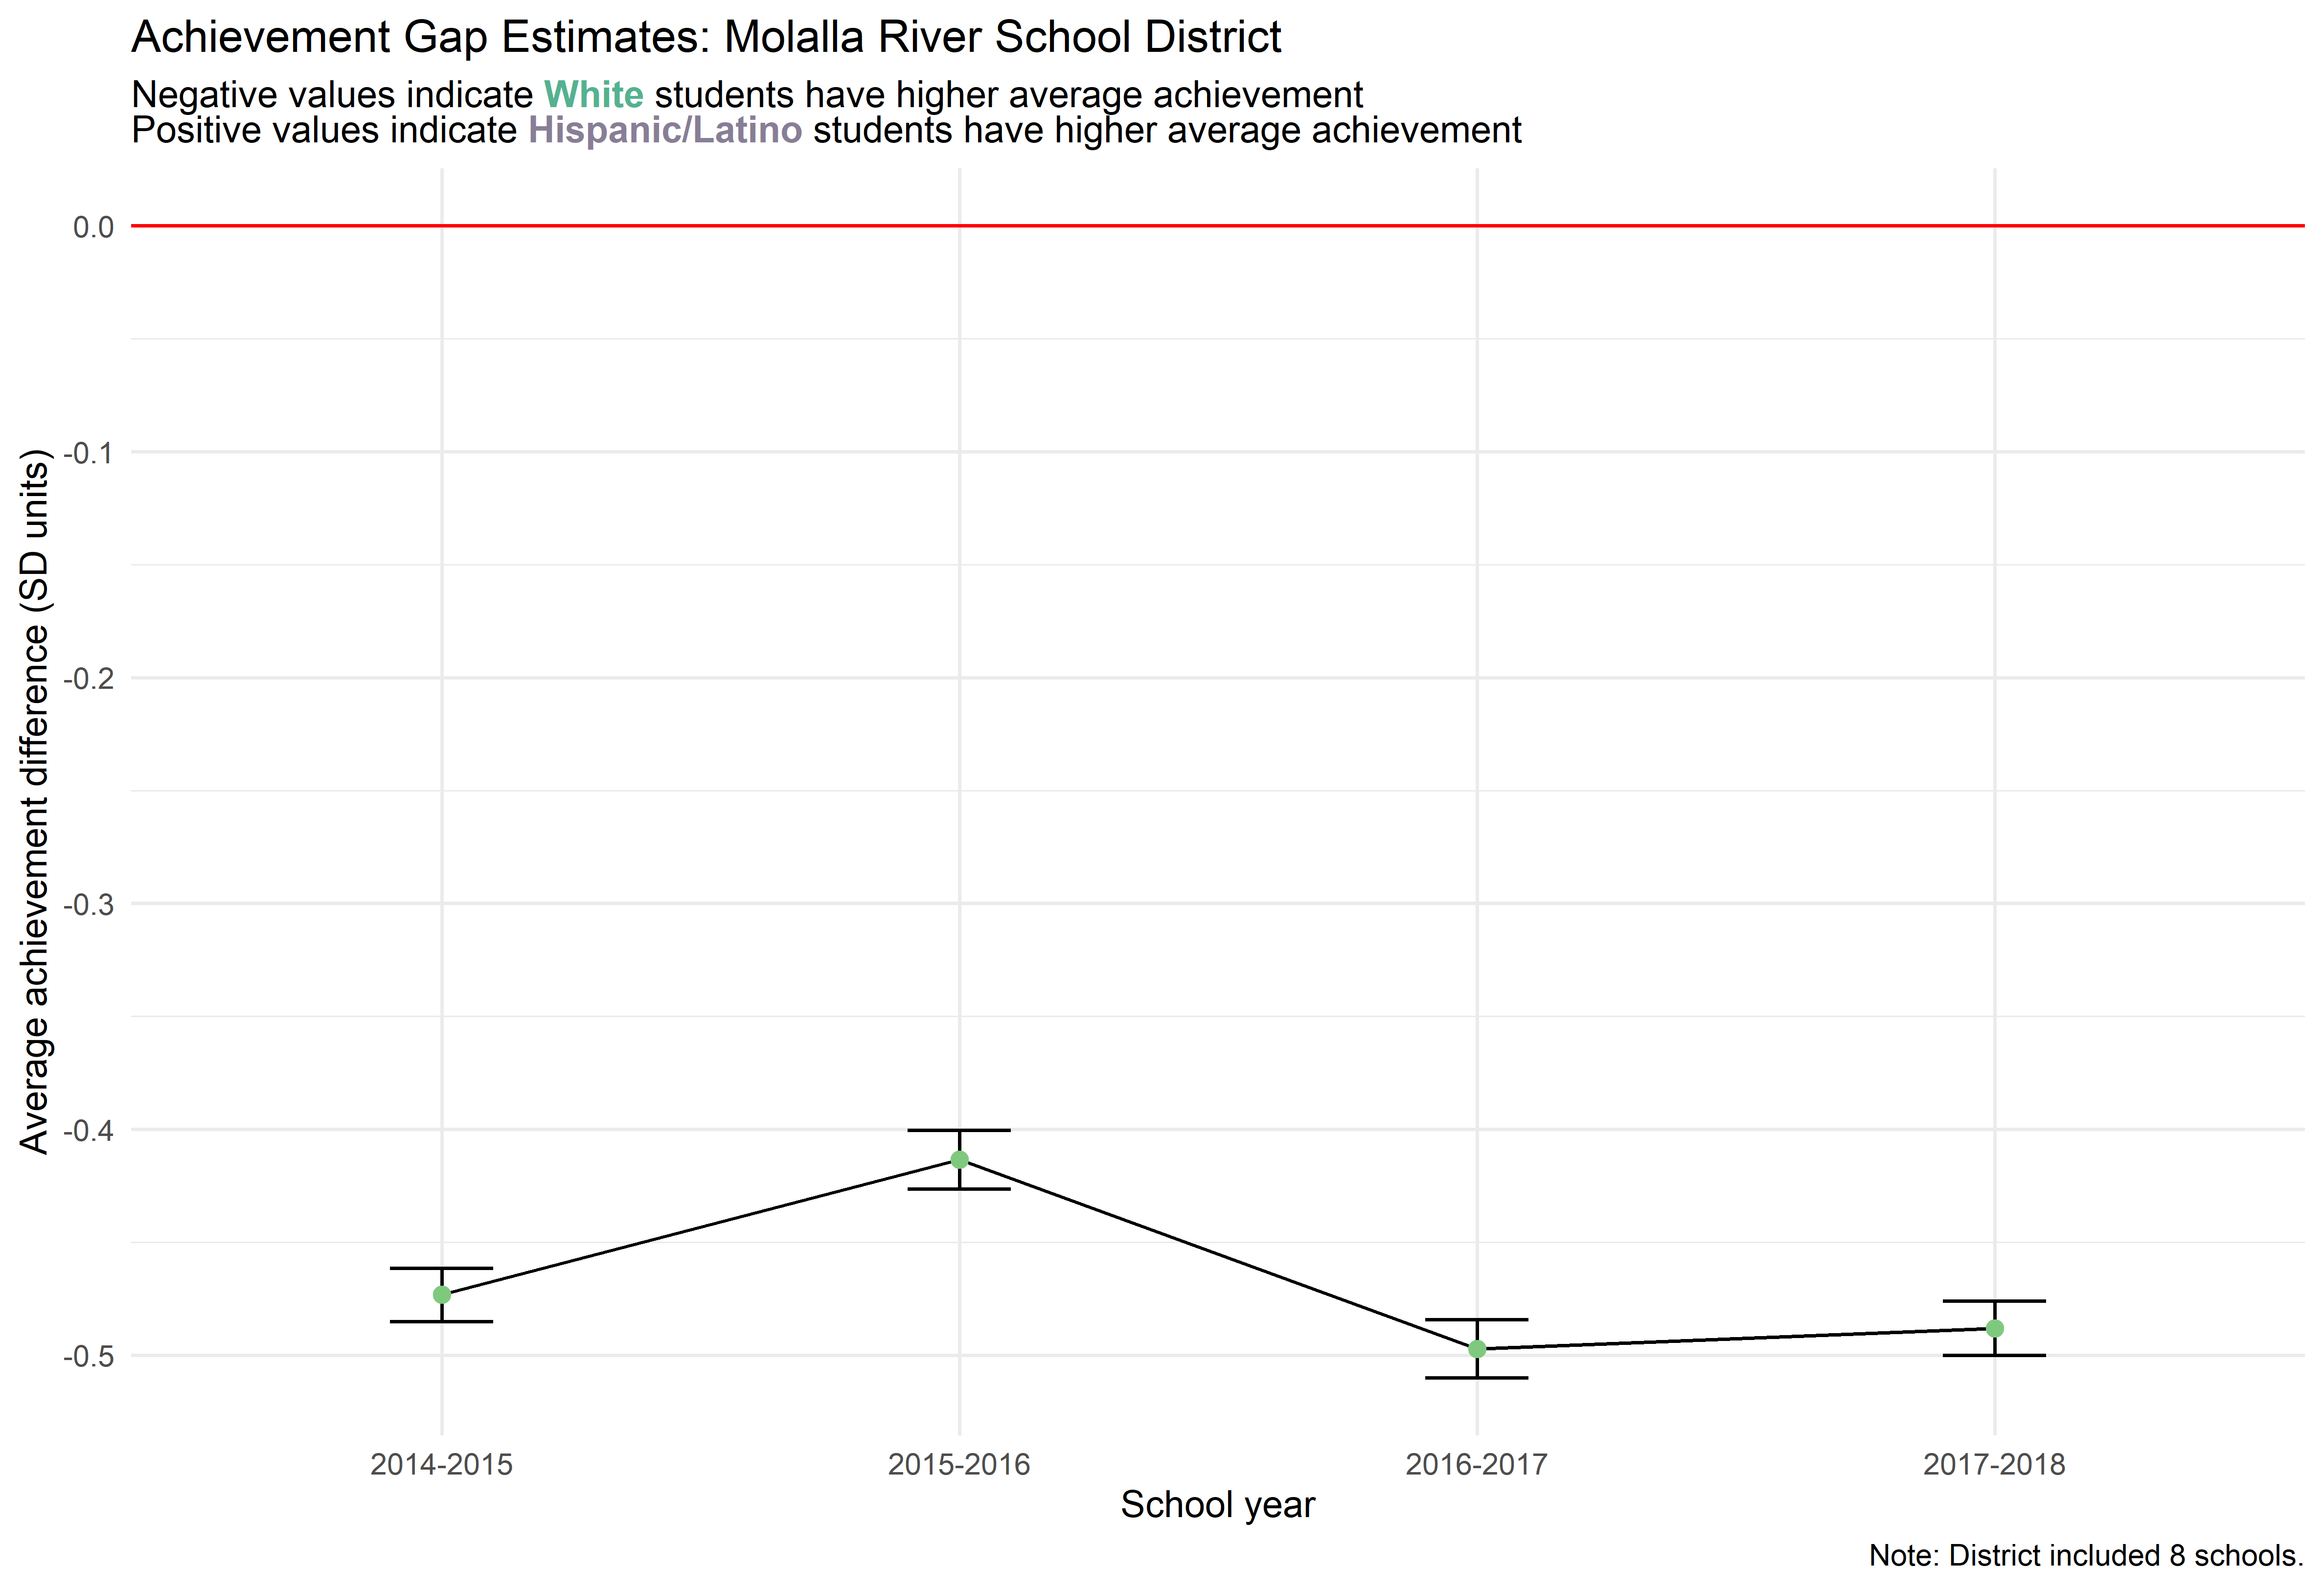 Achievement Gap Estimates: Molalla River School District
Negative values indicate White students have higher average achievement
Positive values indicate Hispanic/Latino students have higher average achievement
Average achievement difference (SD units)
0.0
-0.1
-0.2
-0.3
-0.4
-0.5
2014-2015
2015-2016
2016-2017
2017-2018
School year
Note: District included 8 schools.